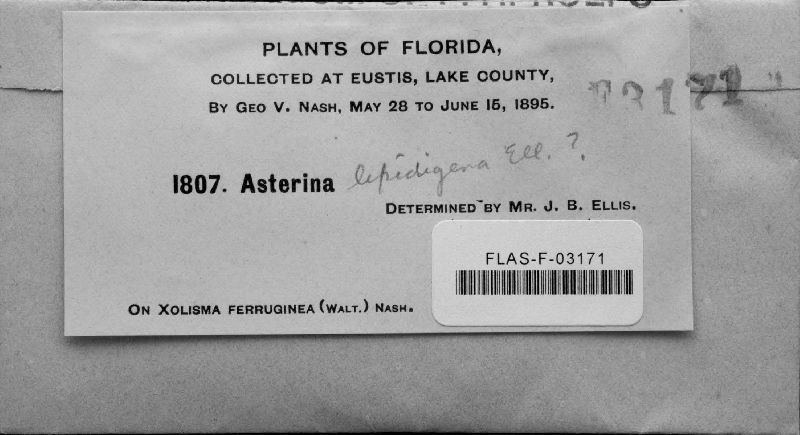 PLANTS OF FLORIDA,
COLLECTED AT EUSTIS, LAKE COUNTY,
BY GEO V. NASH, MAY 28 TO JUNE 15, 1895.
F3171
1807. Asterina lepidigena Ell. ?.
DETERMINED BY MR. J. B. ELLIS.
FLAS-F-03171
ON XOLISMA FERRUGINEA (WALT.) NASH.